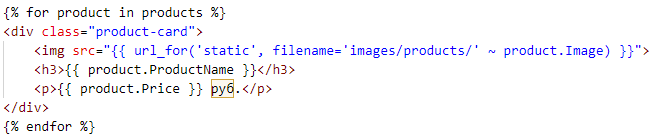 {% for product in products %}
<div class="product-card">
<img src="{{ url_for('static', filename='images/products/' ~ product.Image) }}">
<h3>{{ product.ProductName }}</h3>
<p>{{ product.Price }} руб.</p>
</div>
{% endfor %}